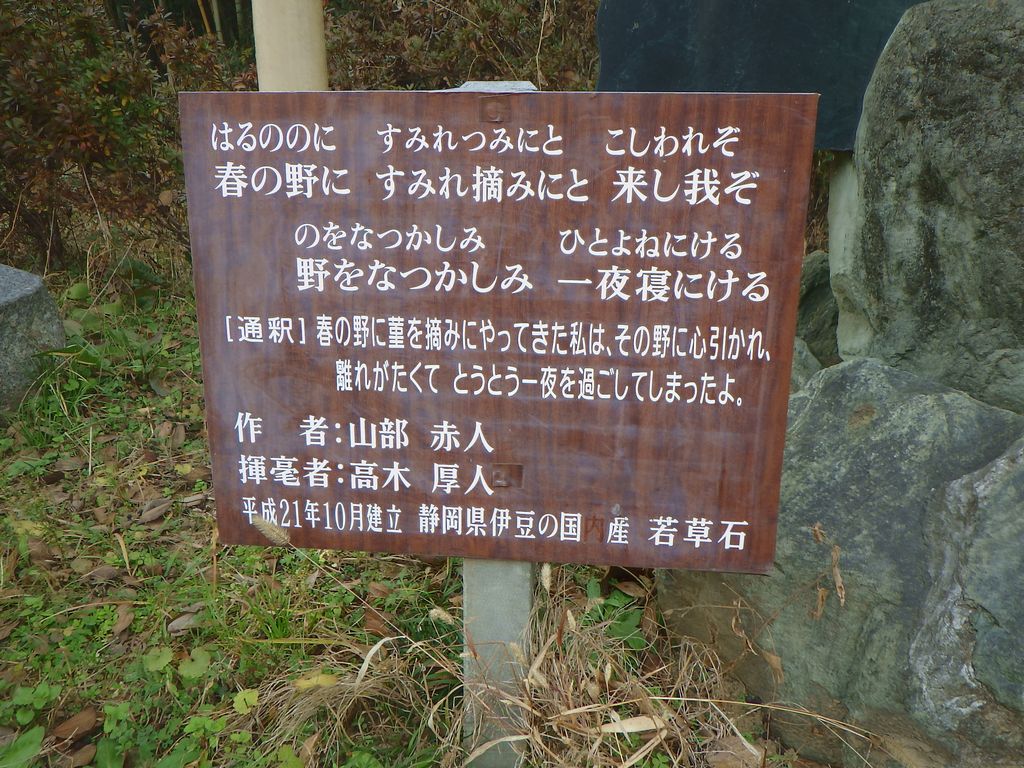 はるののに　すみれつみにと　こしわれぞ
春の野に　すみれ摘みにと　来し我ぞ
のをなつかしみ　ひとよねにける
野をなつかしみ　一夜寝にける
［通釈］春の野に菫を摘みにやってきた私は、その野に心引かれ、
離れがたくて　とうとう一夜を過ごしてしまったよ。
作　者：山部　赤人
揮毫者：高木　厚人
平成21年10月建立　静岡県伊豆の国内産　若草石